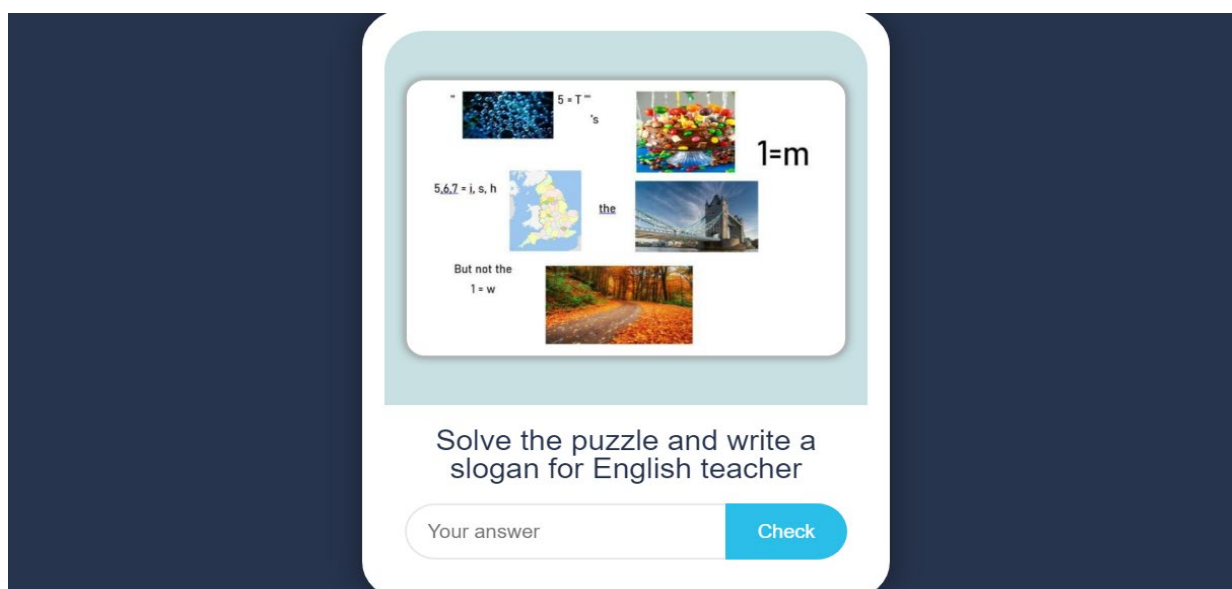 " 5 = T ""
's
1=m
5,6,7 = i, s, h
the
But not the
1 = w
Solve the puzzle and write a
slogan for English teacher
Your answer
Check